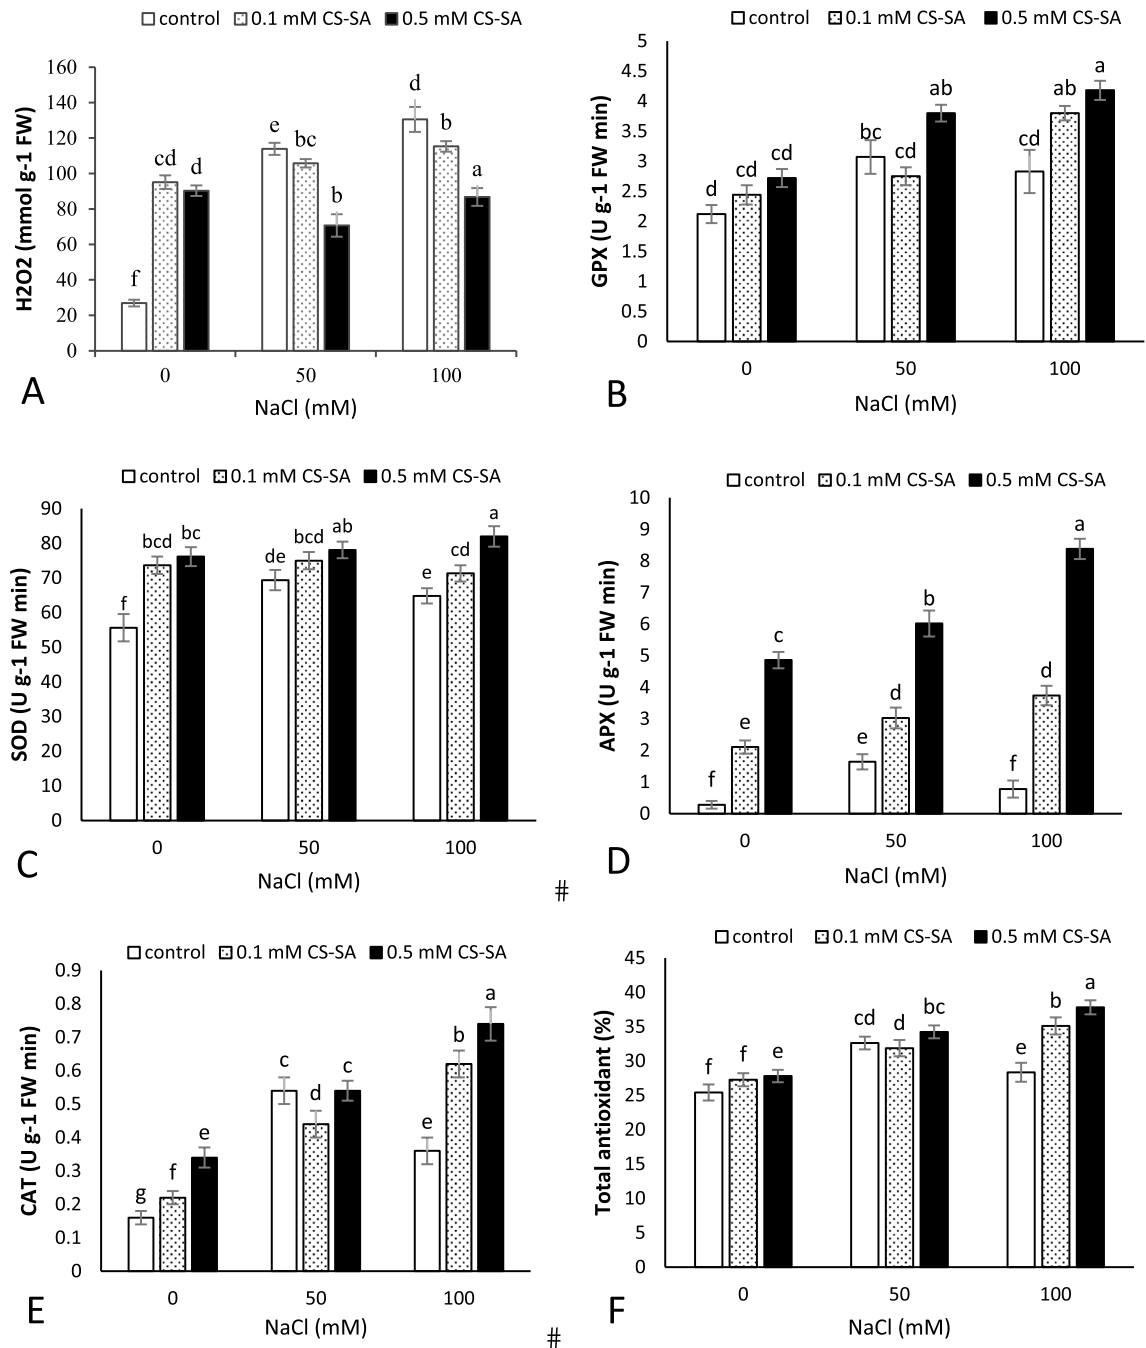 control 0.1 mM CS-SA 0.5 mM CS-SA
H2O2 (mmol g-1 FW)
160
140
120
100
80
60
40
20
0
f cd d e bc b d b a
0 50 100
NaCl (mM)
A
control 0.1 mM CS-SA 0.5 mM CS-SA
GPX (U g-1 FW min)
5
4.5
4
3.5
3
2.5
2
1.5
1
0.5
0
d cd cd bc cd ab cd ab a
0 50 100
NaCl (mM)
B
control 0.1 mM CS-SA 0.5 mM CS-SA
SOD (U g-1 FW min)
90
80
70
60
50
40
30
20
10
0
f bcd bc de bcd ab e cd a
0 50 100
NaCl (mM)
C
#
control 0.1 mM CS-SA 0.5 mM CS-SA
APX (U g-1 FW min)
10
9
8
7
6
5
4
3
2
1
0
f e c e d b f d a
0 50 100
NaCl (mM)
D
control 0.1 mM CS-SA 0.5 mM CS-SA
CAT (U g-1 FW min)
0.9
0.8
0.7
0.6
0.5
0.4
0.3
0.2
0.1
0
g f e c d c e b a
0 50 100
NaCl (mM)
E
#
control 0.1 mM CS-SA 0.5 mM CS-SA
Total antioxidant (%)
45
40
35
30
25
20
15
10
5
0
f f e cd d bc e b a
0 50 100
NaCl (mM)
F